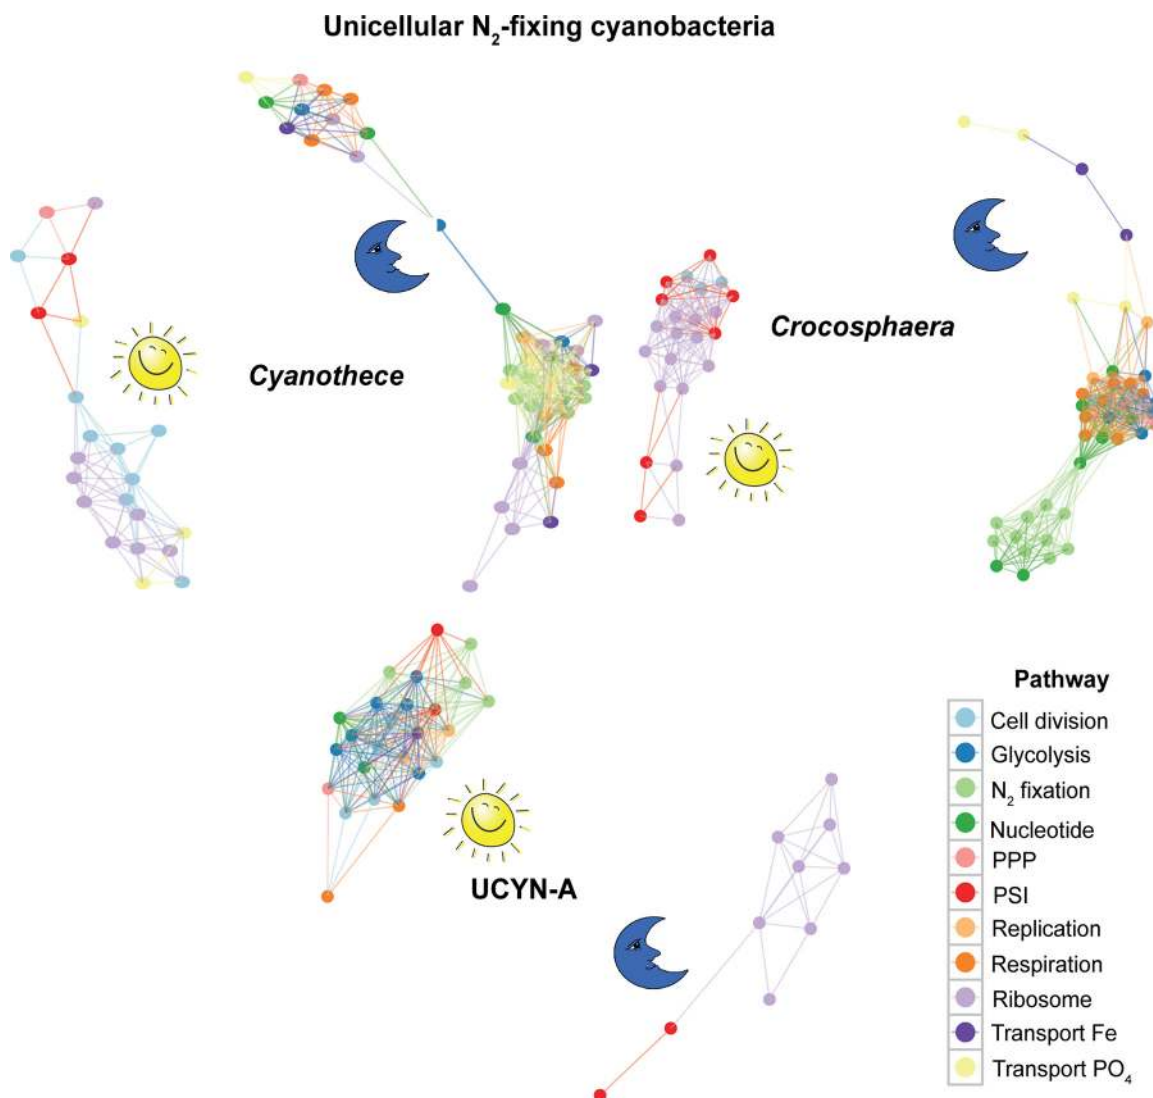 Unicellular N₂-fixing cyanobacteria
Cyanothece
Crocosphaera
UCYN-A
Pathway
Cell division
Glycolysis
N₂ fixation
Nucleotide
PPP
PSI
Replication
Respiration
Ribosome
Transport Fe
Transport PO₄